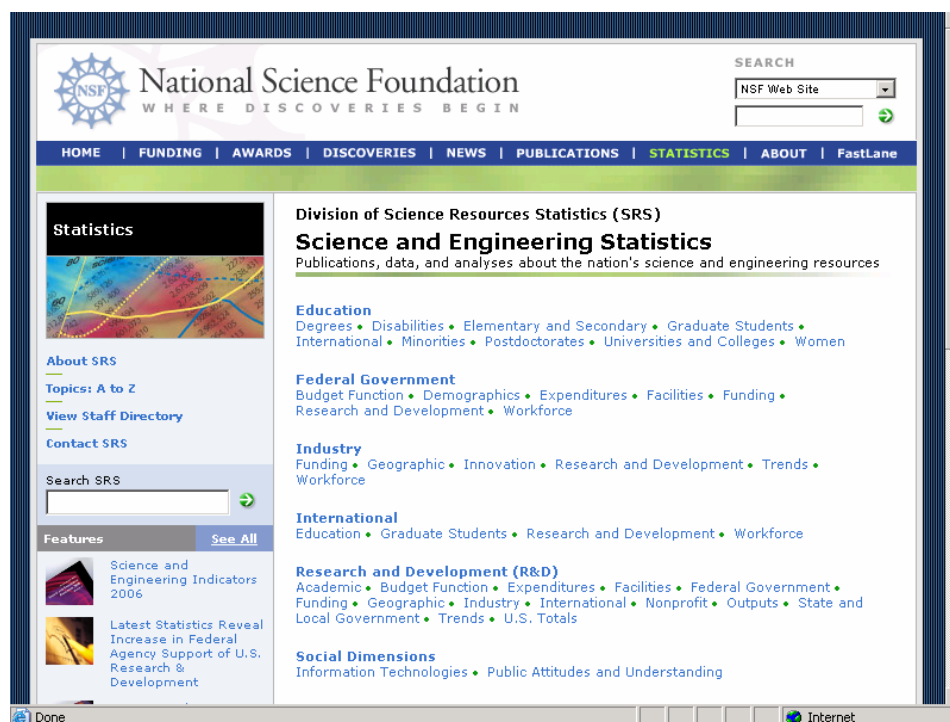 NSF
National Science Foundation
WHERE DISCOVERIES BEGIN
SEARCH
NSF Web Site
HOME | FUNDING | AWARDS | DISCOVERIES | NEWS | PUBLICATIONS | STATISTICS | ABOUT | FastLane
Statistics
About SRS
Topics: A to Z
View Staff Directory
Contact SRS
Search SRS
Features See All
Science and
Engineering Indicators
2006
Latest Statistics Reveal
Increase in Federal
Agency Support of U.S.
Research &
Development
Division of Science Resources Statistics (SRS)
Science and Engineering Statistics
Publications, data, and analyses about the nation's science and engineering resources
Education
Degrees • Disabilities • Elementary and Secondary • Graduate Students •
International • Minorities • Postdoctorates • Universities and Colleges • Women
Federal Government
Budget Function • Demographics • Expenditures • Facilities • Funding •
Research and Development • Workforce
Industry
Funding • Geographic • Innovation • Research and Development • Trends •
Workforce
International
Education • Graduate Students • Research and Development • Workforce
Research and Development (R&D)
Academic • Budget Function • Expenditures • Facilities • Federal Government •
Funding • Geographic • Industry • International • Nonprofit • Outputs • State and
Local Government • Trends • U.S. Totals
Social Dimensions
Information Technologies • Public Attitudes and Understanding
Done
Internet